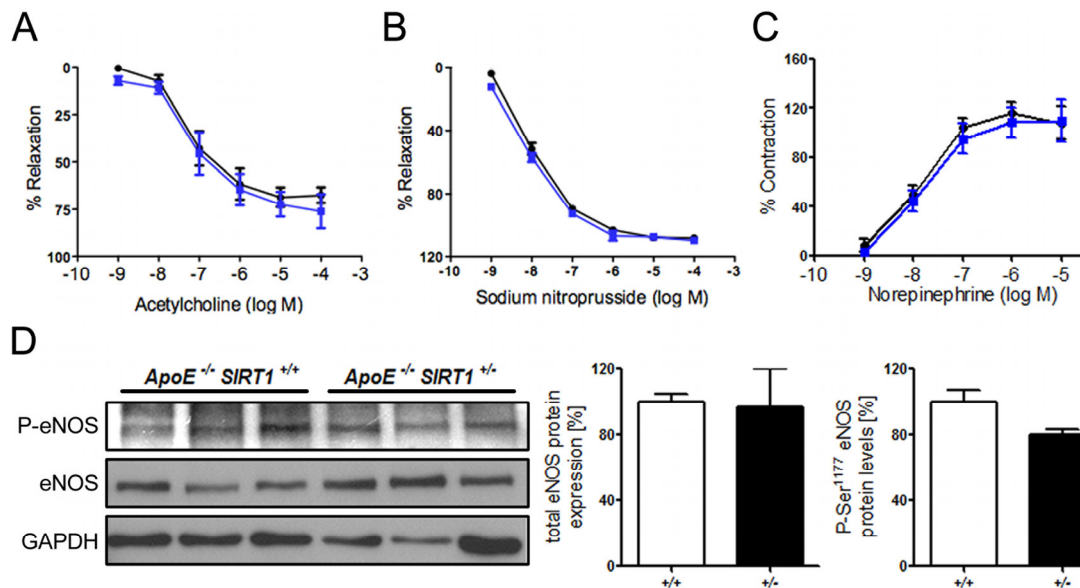 A
% Relaxation
0
25
50
75
100
-10 -9 -8 -7 -6 -5 -4 -3
Acetylcholine (log M)
B
% Relaxation
0
40
80
120
-10 -9 -8 -7 -6 -5 -4 -3
Sodium nitroprusside (log M)
C
% Contraction
160
120
80
40
0
-10 -9 -8 -7 -6 -5
Norepinephrine (log M)
D
ApoE -/- SIRT1 +/+ ApoE -/- SIRT1 +/-
P-eNOS
eNOS
GAPDH
total eNOS protein
expression [%]
120
80
40
0
+/+ +/-
P-Ser1177 eNOS
protein levels [%]
120
80
40
0
+/+ +/-